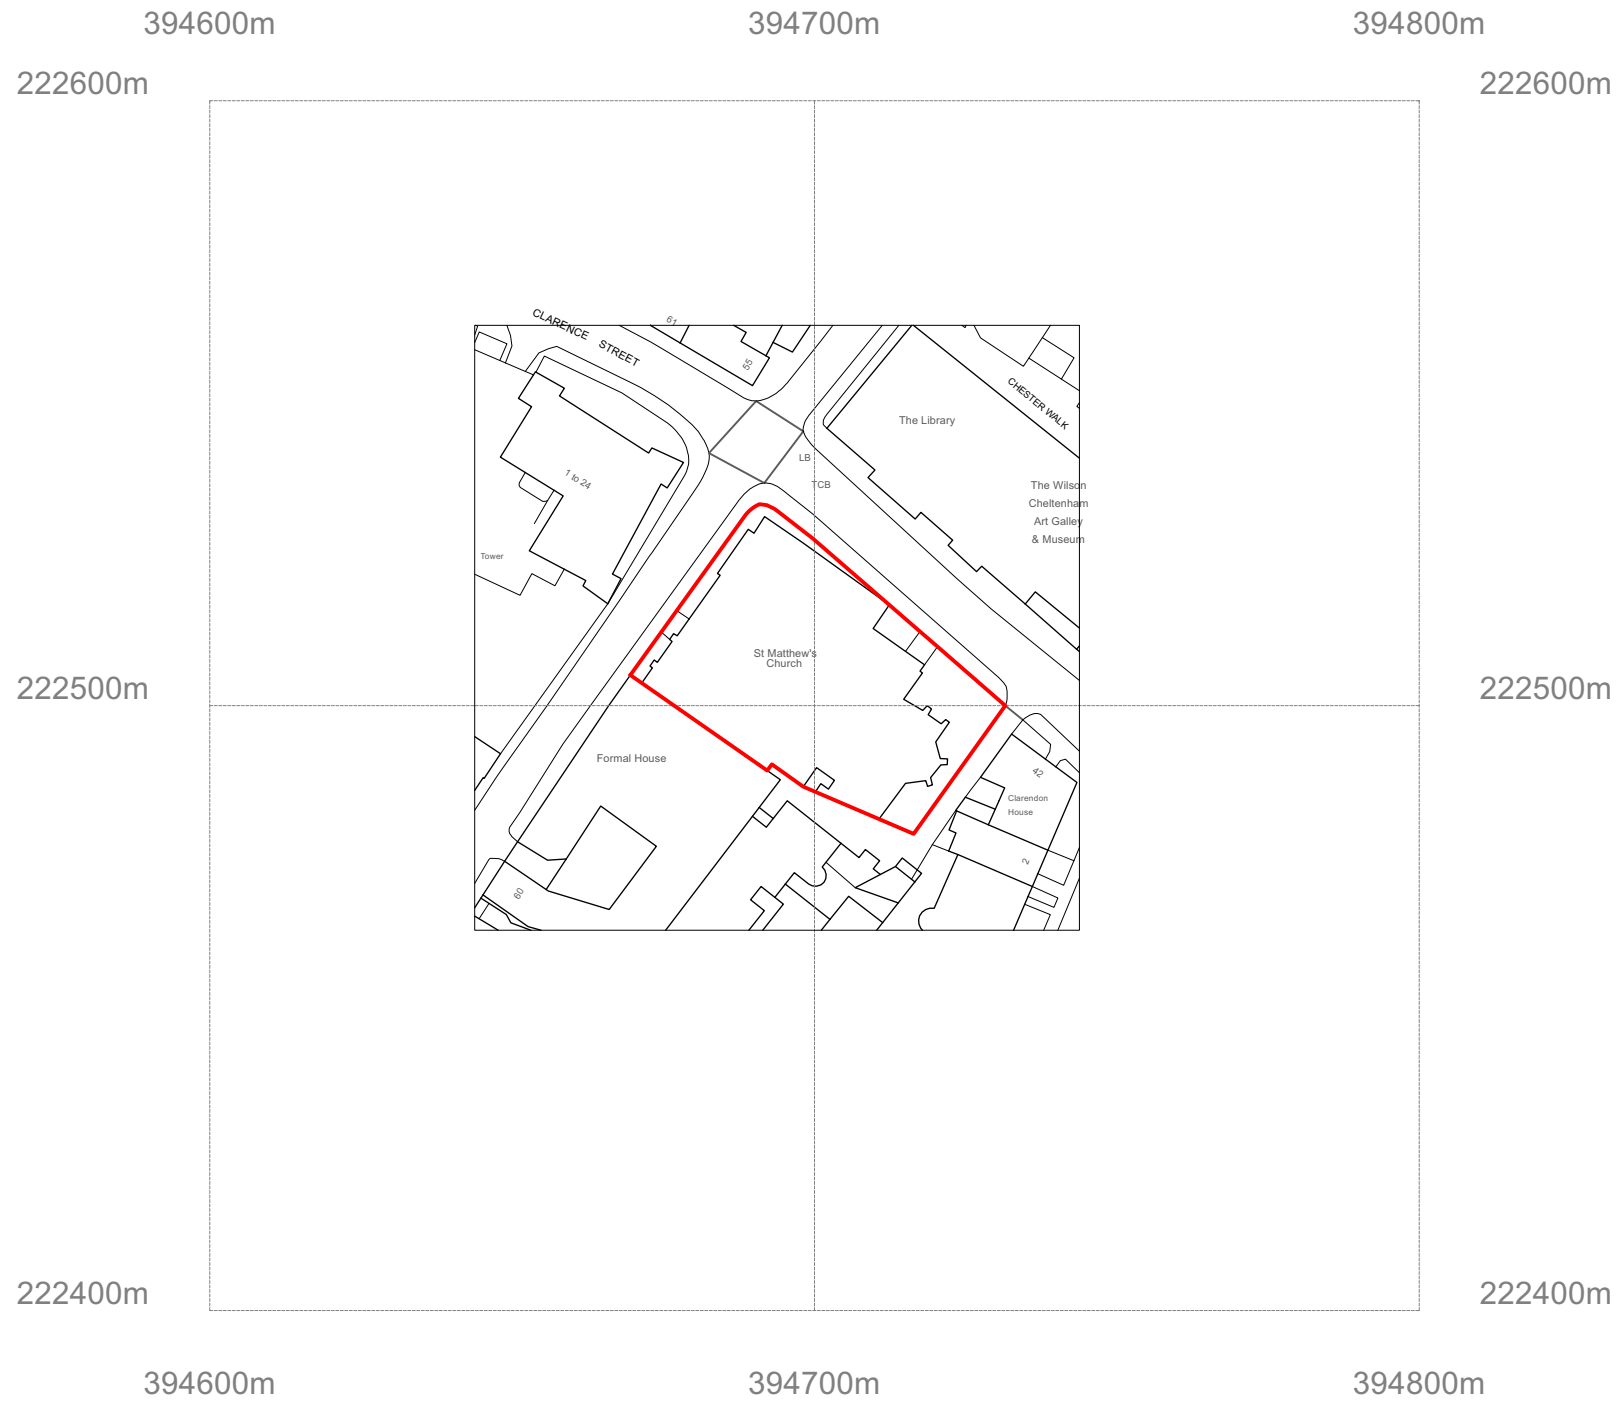 394600m
394700m
394800m
222600m
222600m
CLARENCE STREET
61
55
CHESTER WALK
The Library
LB
TCB
1 to 24
The Wilson
Cheltenham
Art Galley
& Museum
Tower
St Matthew's
Church
222500m
222500m
Formal House
42
Clarendon
House
2
60
222400m
222400m
394600m
394700m
394800m